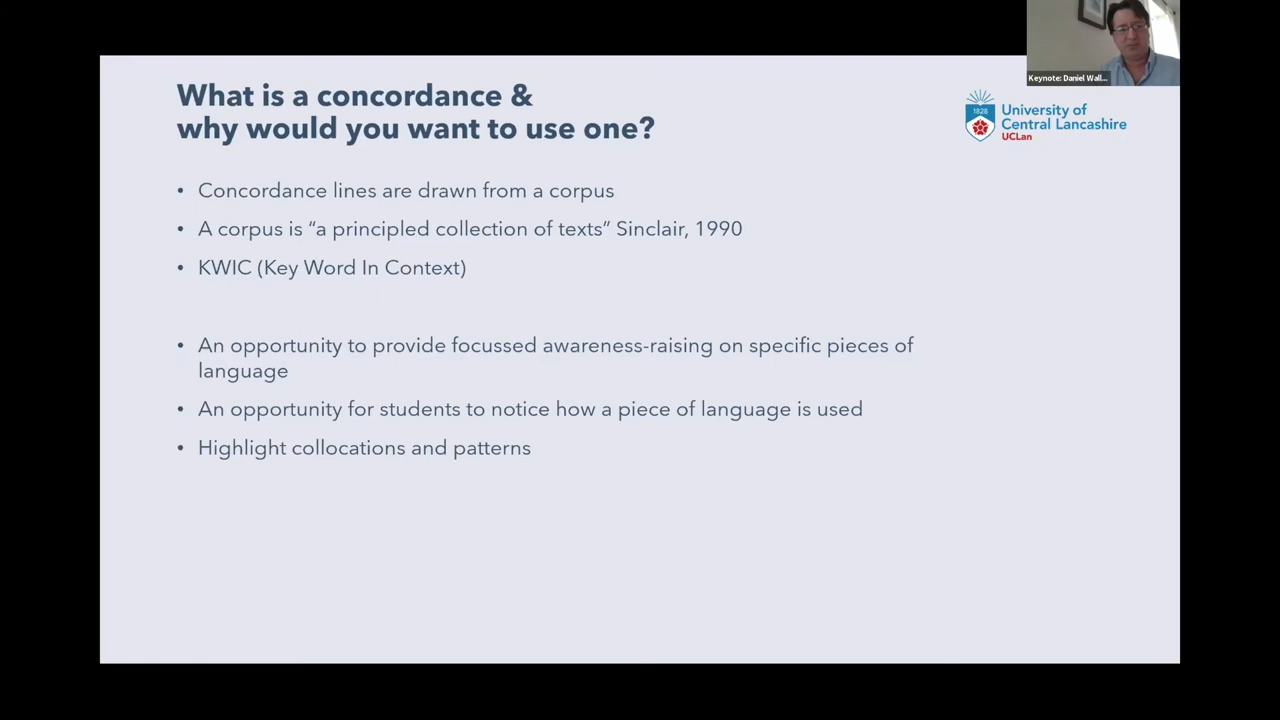 Keynote: Daniel Wall...
What is a concordance &
why would you want to use one?
1828
University of
Central Lancashire
UCLan
• Concordance lines are drawn from a corpus
• A corpus is “a principled collection of texts” Sinclair, 1990
• KWIC (Key Word In Context)
• An opportunity to provide focussed awareness-raising on specific pieces of
language
• An opportunity for students to notice how a piece of language is used
• Highlight collocations and patterns